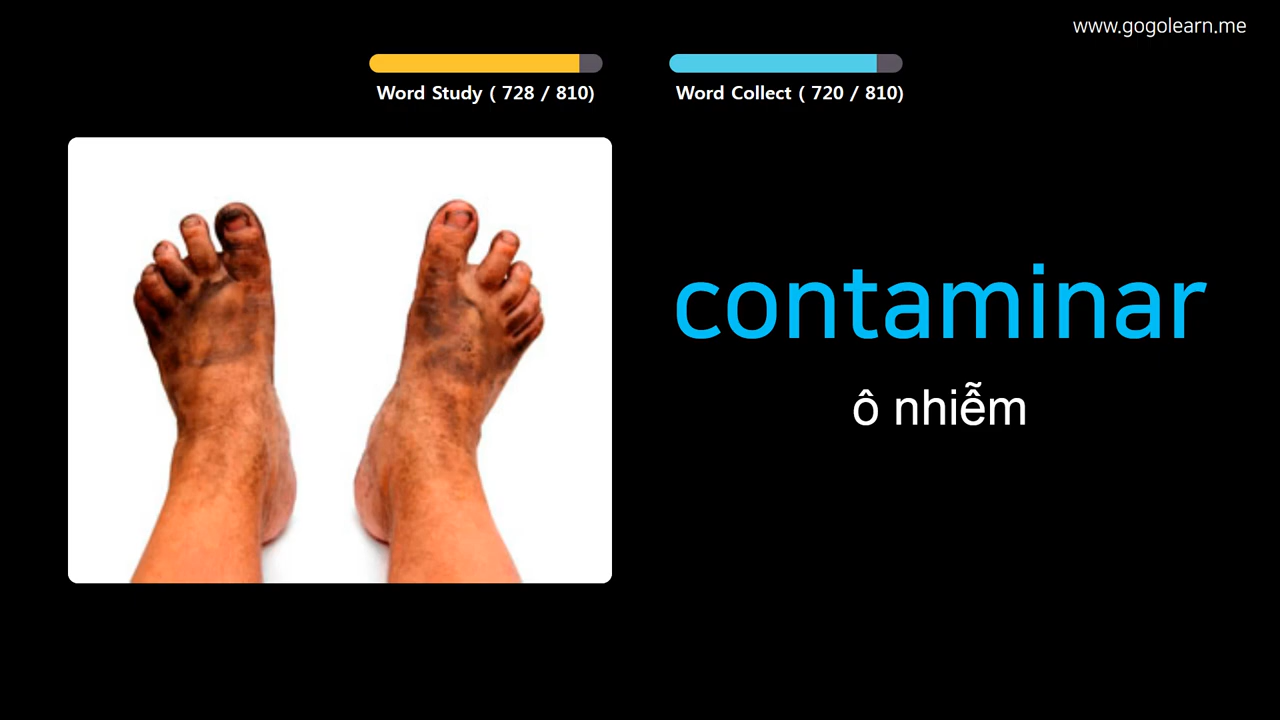 www.gogolearn.me
Word Study ( 728 / 810)
Word Collect ( 720 / 810)
contaminar
ô nhiễm